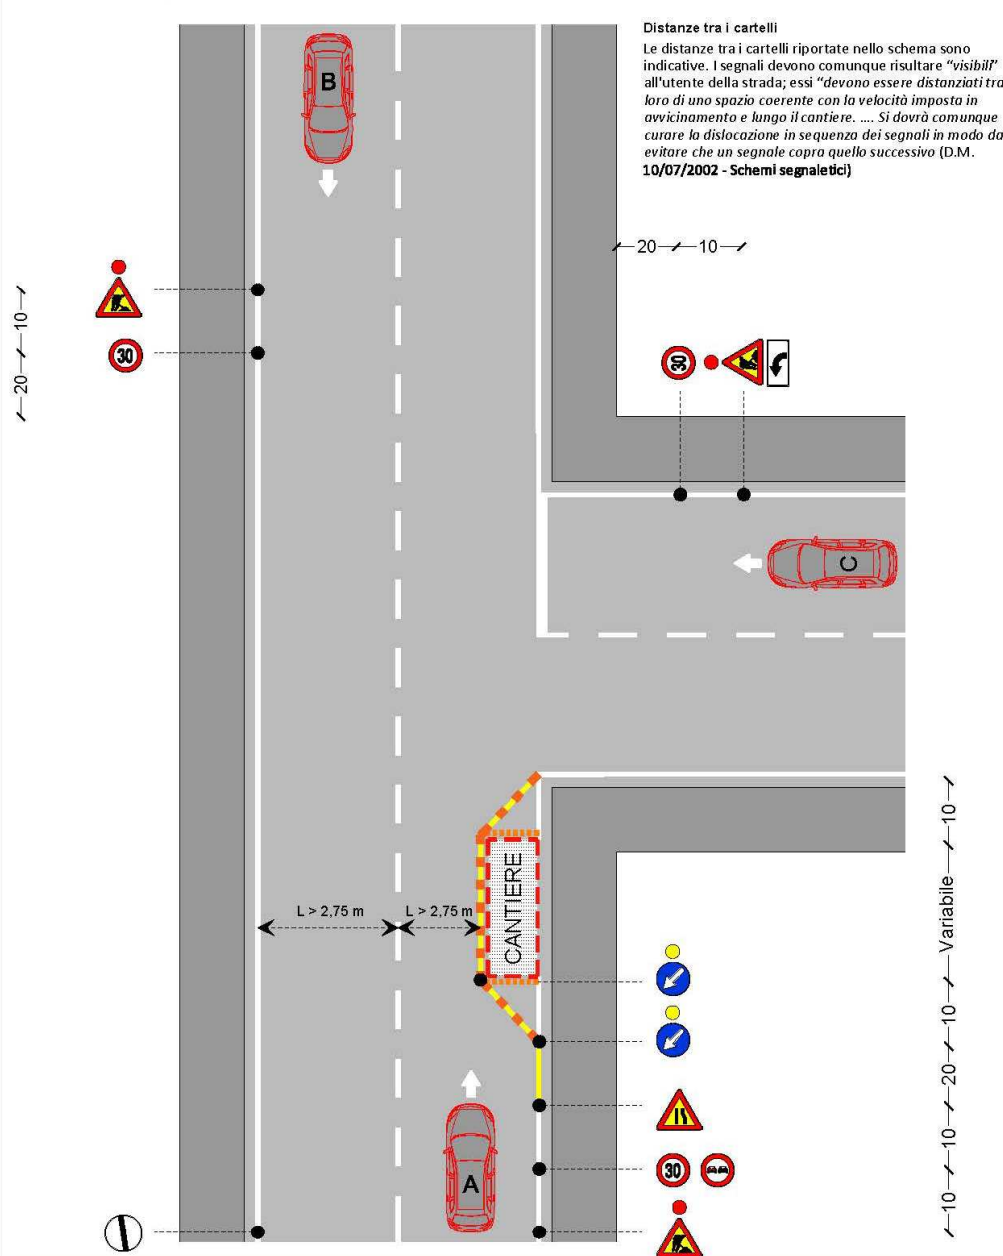 Distanze tra i cartelli
Le distanze tra i cartelli riportate nello schema sono
indicative. I segnali devono comunque risultare “visibili”
all'utente della strada; essi “devono essere distanziati tra
loro di uno spazio coerente con la velocità imposta in
avvicinamento e lungo il cantiere. .... Si dovrà comunque
curare la dislocazione in sequenza dei segnali in modo da
evitare che un segnale copra quello successivo (D.M.
10/07/2002 - Schemi segnaletici)
B
20 10
20 10
30
30
C
L > 2,75 m
L > 2,75 m
CANTIERE
10 10 20 10 Variabile 10
A
30